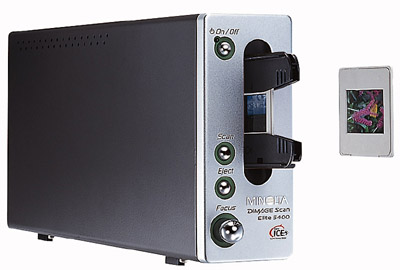 On/Off
Scan
Eject
Focus
MINOLTA
DiMAGE Scan
Elite 5400
ICE